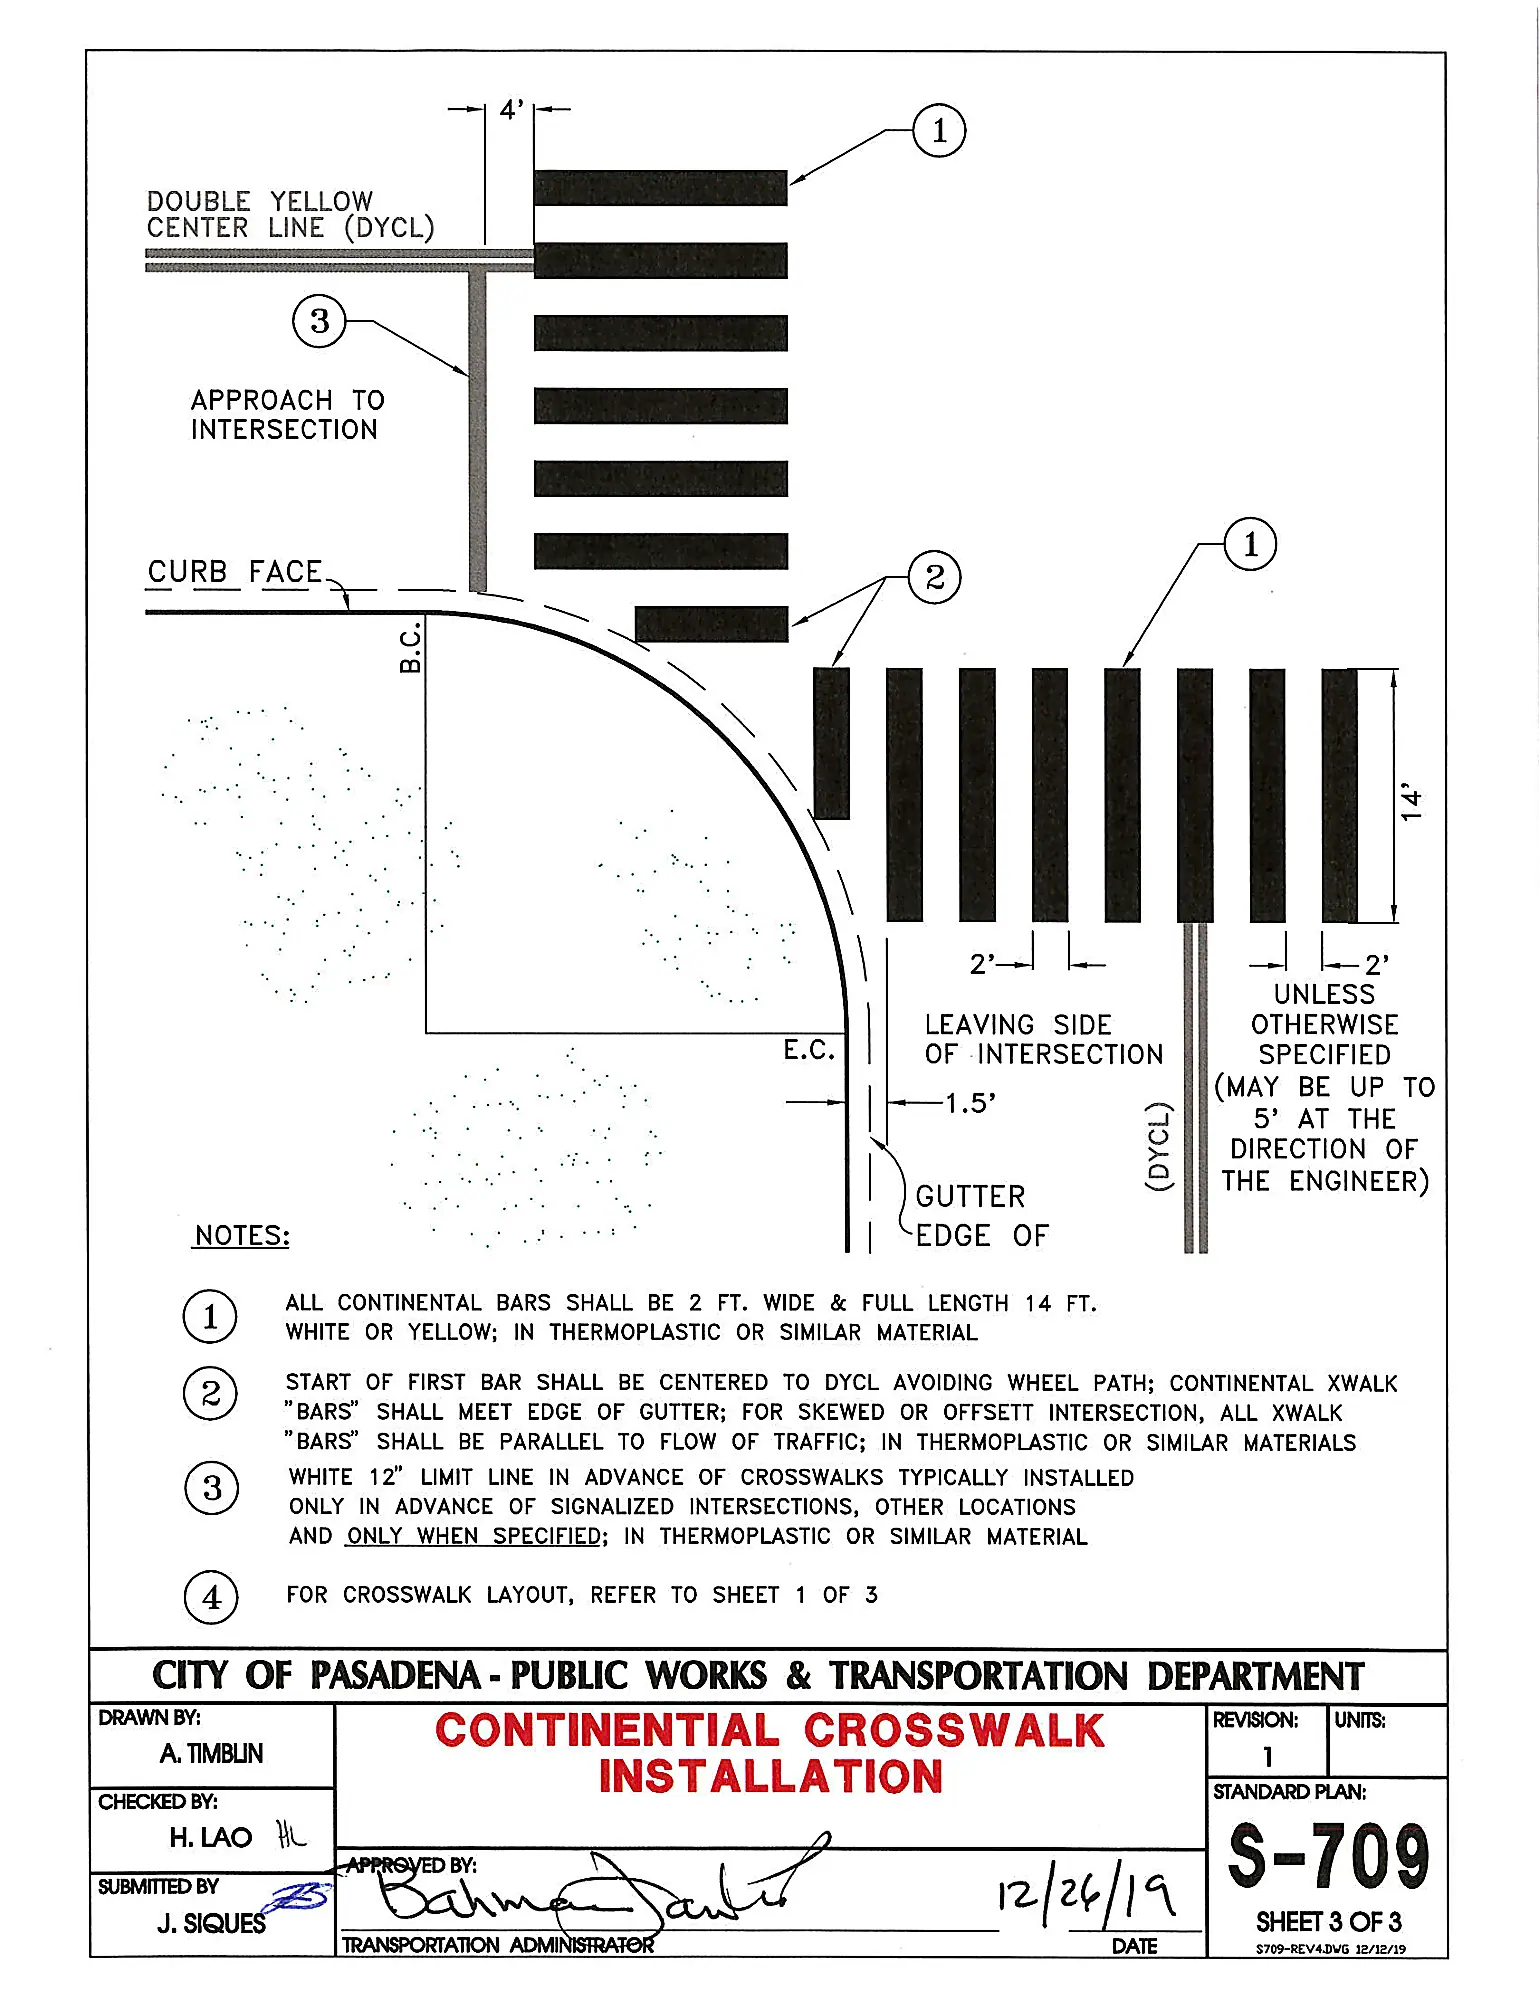 4'
1
DOUBLE YELLOW
CENTER LINE (DYCL)
3
APPROACH TO
INTERSECTION
CURB FACE
1
2
B.C.
14'
2'
2'
UNLESS
OTHERWISE
SPECIFIED
(MAY BE UP TO
5' AT THE
DIRECTION OF
THE ENGINEER)
LEAVING SIDE
OF INTERSECTION
E.C.
1.5'
(DYCL)
GUTTER
EDGE OF
NOTES:
1 ALL CONTINENTAL BARS SHALL BE 2 FT. WIDE & FULL LENGTH 14 FT.
WHITE OR YELLOW; IN THERMOPLASTIC OR SIMILAR MATERIAL
2 START OF FIRST BAR SHALL BE CENTERED TO DYCL AVOIDING WHEEL PATH; CONTINENTAL XWALK
"BARS" SHALL MEET EDGE OF GUTTER; FOR SKEWED OR OFFSETT INTERSECTION, ALL XWALK
"BARS" SHALL BE PARALLEL TO FLOW OF TRAFFIC; IN THERMOPLASTIC OR SIMILAR MATERIALS
3 WHITE 12" LIMIT LINE IN ADVANCE OF CROSSWALKS TYPICALLY INSTALLED
ONLY IN ADVANCE OF SIGNALIZED INTERSECTIONS, OTHER LOCATIONS
AND ONLY WHEN SPECIFIED; IN THERMOPLASTIC OR SIMILAR MATERIAL
4 FOR CROSSWALK LAYOUT, REFER TO SHEET 1 OF 3
CITY OF PASADENA - PUBLIC WORKS & TRANSPORTATION DEPARTMENT
DRAWN BY:
A. TIMBLIN
CHECKED BY:
H. LAO HL
SUBMITTED BY
J. SIQUES
CONTINENTIAL CROSSWALK
INSTALLATION
APPROVED BY:
12/26/19
TRANSPORTATION ADMINISTRATOR
DATE
REVISION:
1
UNITS:
STANDARD PLAN:
S-709
SHEET 3 OF 3
S709-REV4.DWG 12/12/19